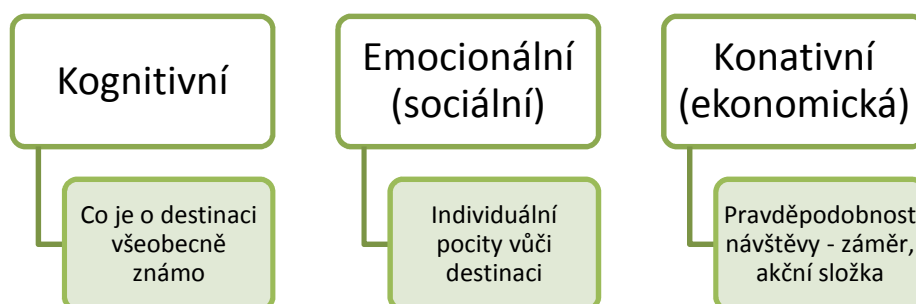 Kognitivní
Co je o destinaci
všeobecně
známo
Emocionální
(sociální)
Individuální
pocity vůči
destinaci
Konativní
(ekonomická)
Pravděpodobnost
návštěvy - záměr,
akční složka